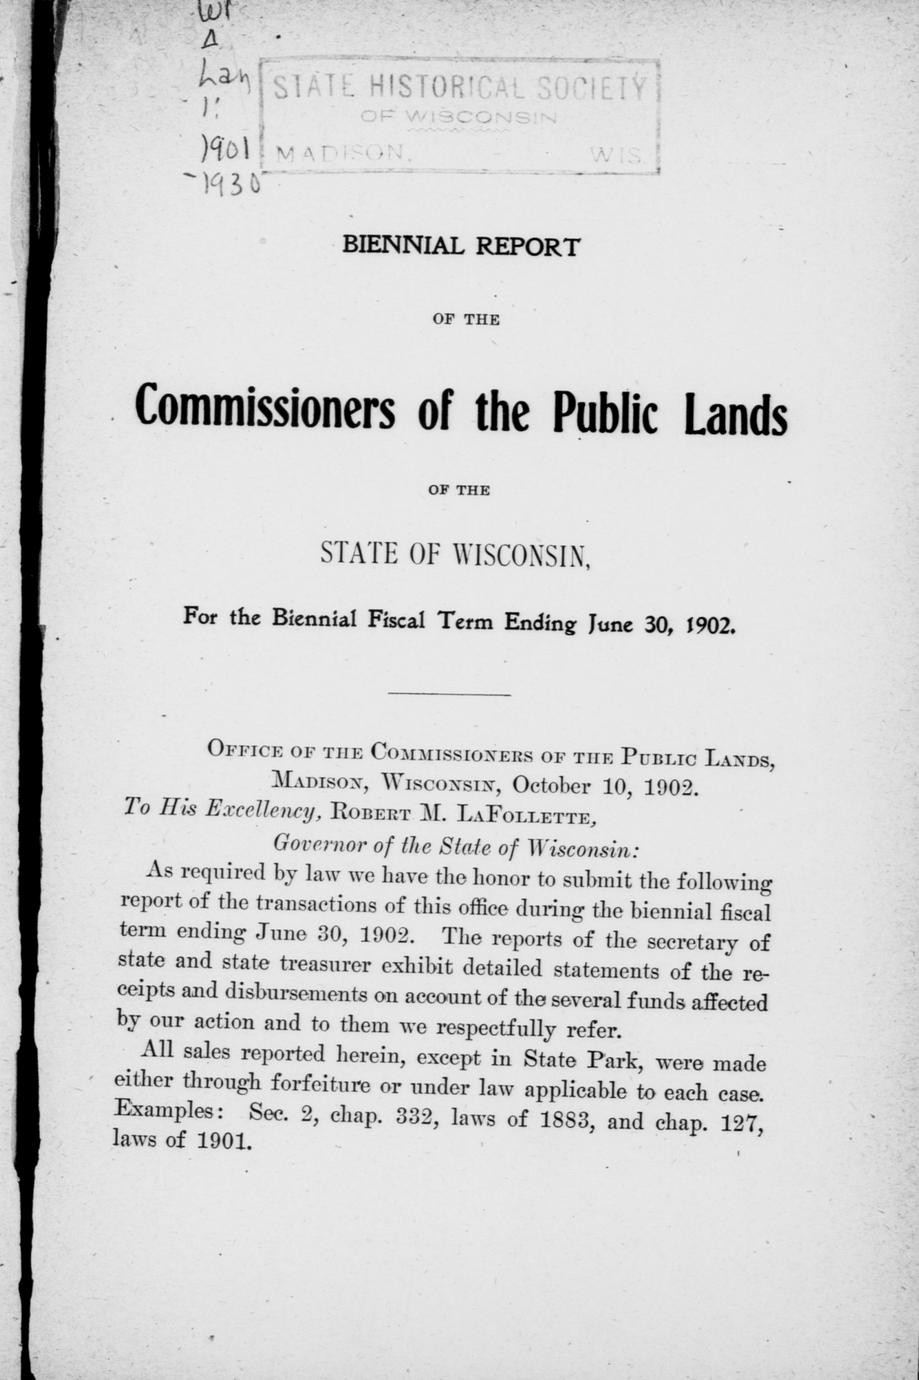 Wi
Δ
Lan
1:
1901
-1930
STATE HISTORICAL SOCIETY
OF WISCONSIN
MADISON, - WIS.
BIENNIAL REPORT
OF THE
Commissioners of the Public Lands
OF THE
STATE OF WISCONSIN,
For the Biennial Fiscal Term Ending June 30, 1902.
OFFICE OF THE COMMISSIONERS OF THE PUBLIC LANDS,
MADISON, WISCONSIN, October 10, 1902.
To His Excellency, ROBERT M. LAFOLLETTE,
Governor of the State of Wisconsin:
As required by law we have the honor to submit the following
report of the transactions of this office during the biennial fiscal
term ending June 30, 1902. The reports of the secretary of
state and state treasurer exhibit detailed statements of the re-
ceipts and disbursements on account of the several funds affected
by our action and to them we respectfully refer.
All sales reported herein, except in State Park, were made
either through forfeiture or under law applicable to each case.
Examples: Sec. 2, chap. 332, laws of 1883, and chap. 127,
laws of 1901.